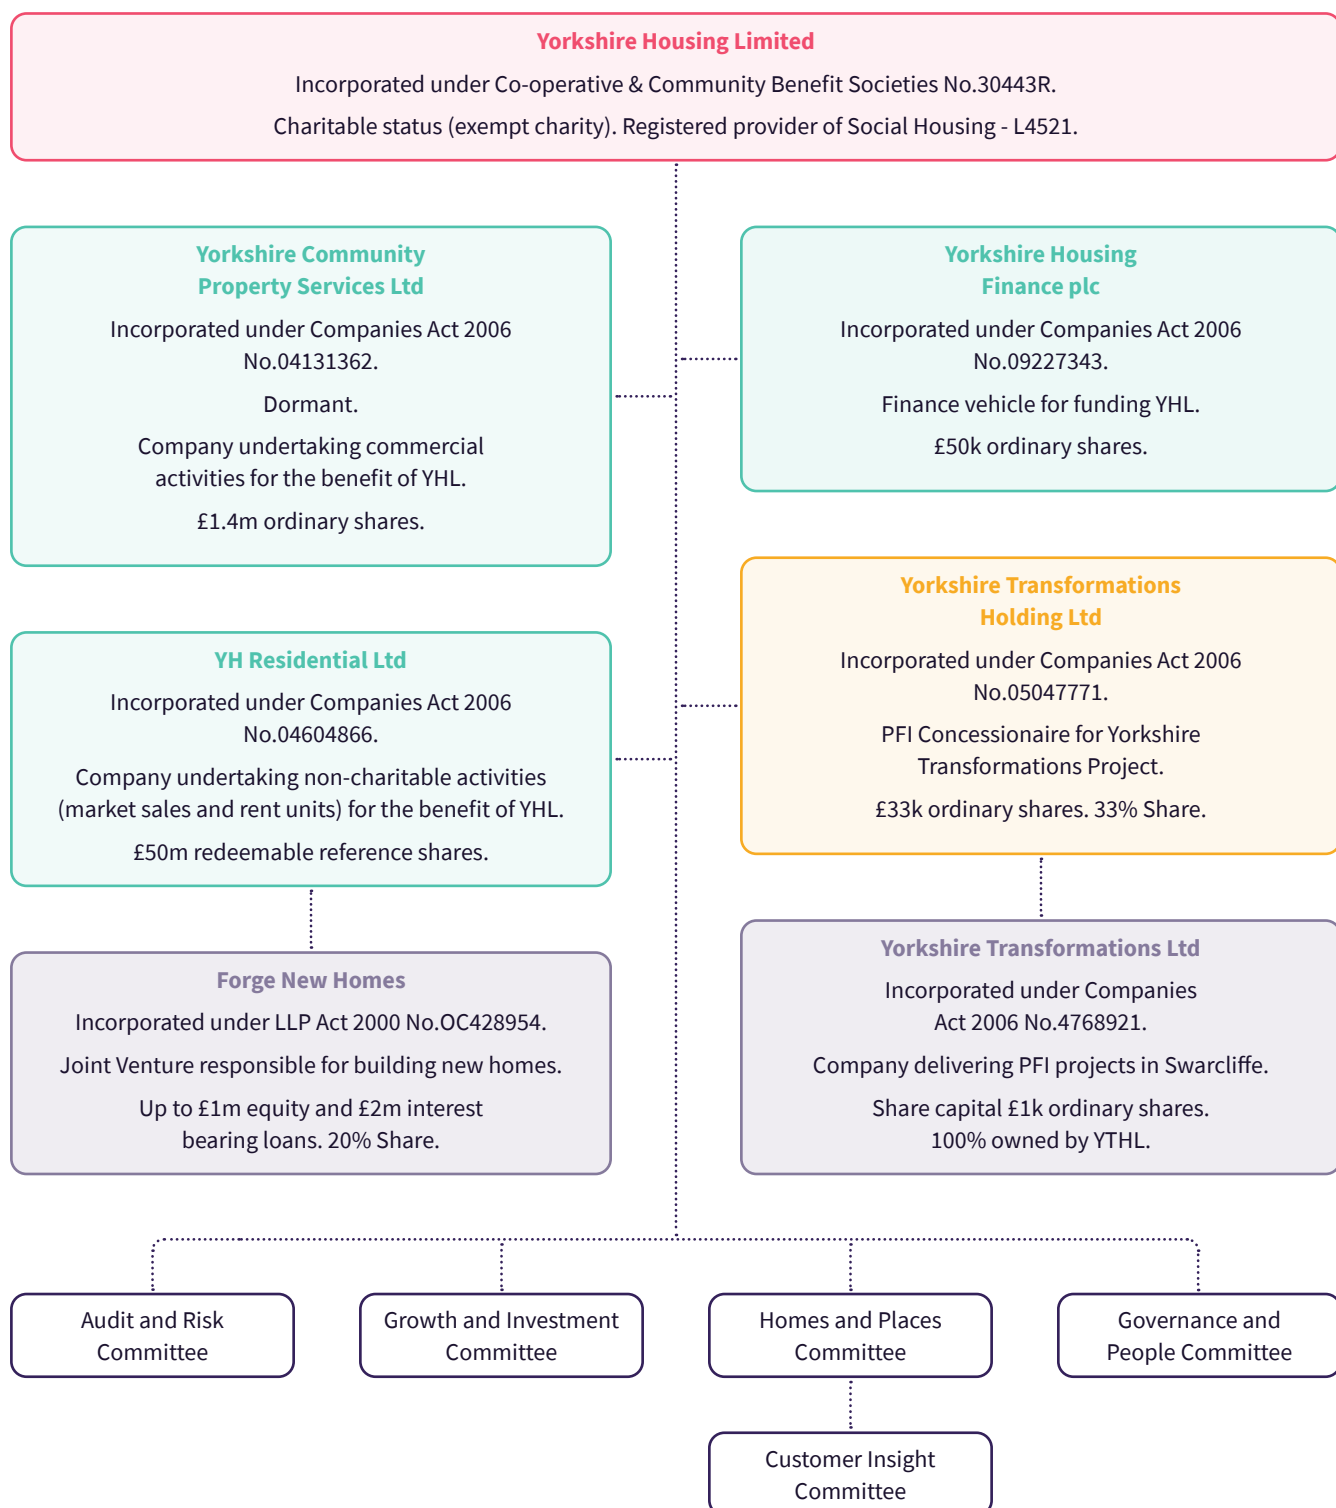 Yorkshire Housing Limited
Incorporated under Co-operative & Community Benefit Societies No.30443R.
Charitable status (exempt charity). Registered provider of Social Housing - L4521.
Yorkshire Community
Property Services Ltd
Incorporated under Companies Act 2006
No.04131362.
Dormant.
Company undertaking commercial
activities for the benefit of YHL.
£1.4m ordinary shares.
Yorkshire Housing
Finance plc
Incorporated under Companies Act 2006
No.09227343.
Finance vehicle for funding YHL.
£50k ordinary shares.
YH Residential Ltd
Incorporated under Companies Act 2006
No.04604866.
Company undertaking non-charitable activities
(market sales and rent units) for the benefit of YHL.
£50m redeemable reference shares.
Yorkshire Transformations
Holding Ltd
Incorporated under Companies Act 2006
No.05047771.
PFI Concessionaire for Yorkshire
Transformations Project.
£33k ordinary shares. 33% Share.
Forge New Homes
Incorporated under LLP Act 2000 No.OC428954.
Joint Venture responsible for building new homes.
Up to £1m equity and £2m interest
bearing loans. 20% Share.
Yorkshire Transformations Ltd
Incorporated under Companies
Act 2006 No.4768921.
Company delivering PFI projects in Swarcliffe.
Share capital £1k ordinary shares.
100% owned by YTHL.
Audit and Risk
Committee
Growth and Investment
Committee
Homes and Places
Committee
Governance and
People Committee
Customer Insight
Committee